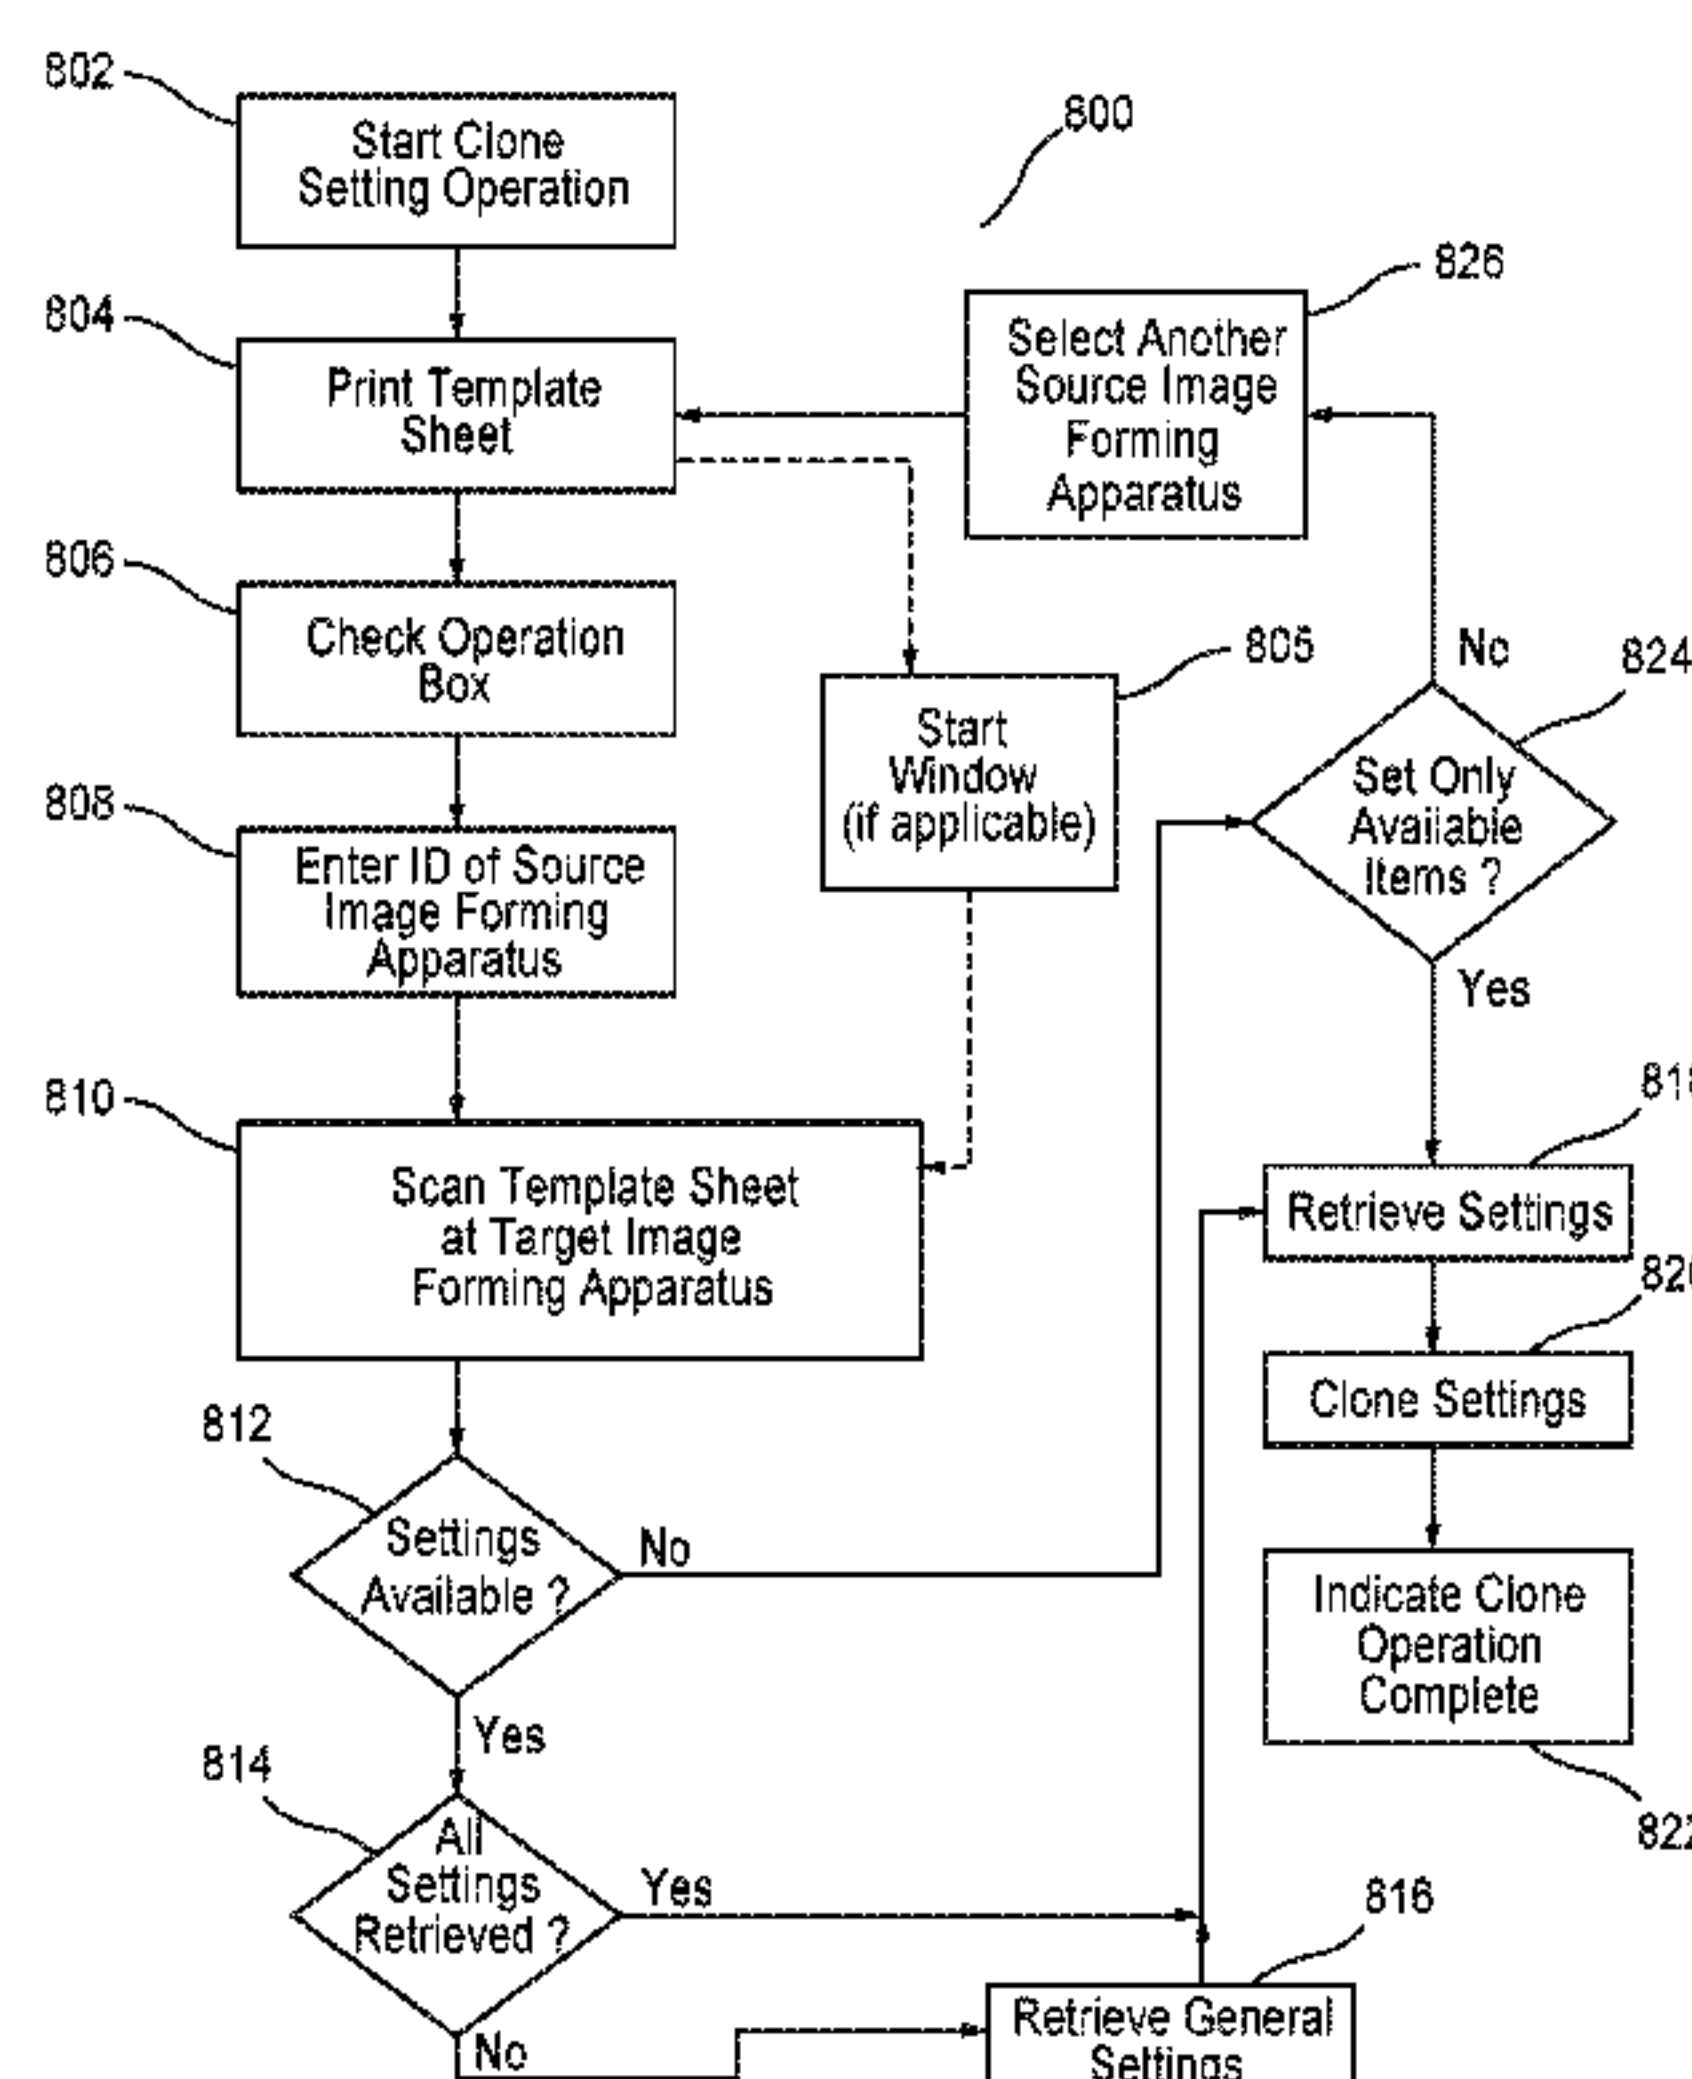 802
Start Clone
Setting Operation
800
804
Print Template
Sheet
826
Select Another
Source Image
Forming
Apparatus
806
Check Operation
Box
805
Start
Window
(if applicable)
No
824
Set Only
Available
Items ?
Yes
808
Enter ID of Source
Image Forming
Apparatus
810
Scan Template Sheet
at Target Image
Forming Apparatus
818
Retrieve Settings
820
Clone Settings
812
Settings
Available ?
No
Yes
Indicate Clone
Operation
Complete
822
814
All
Settings
Retrieved ?
Yes
No
816
Retrieve General
Settings